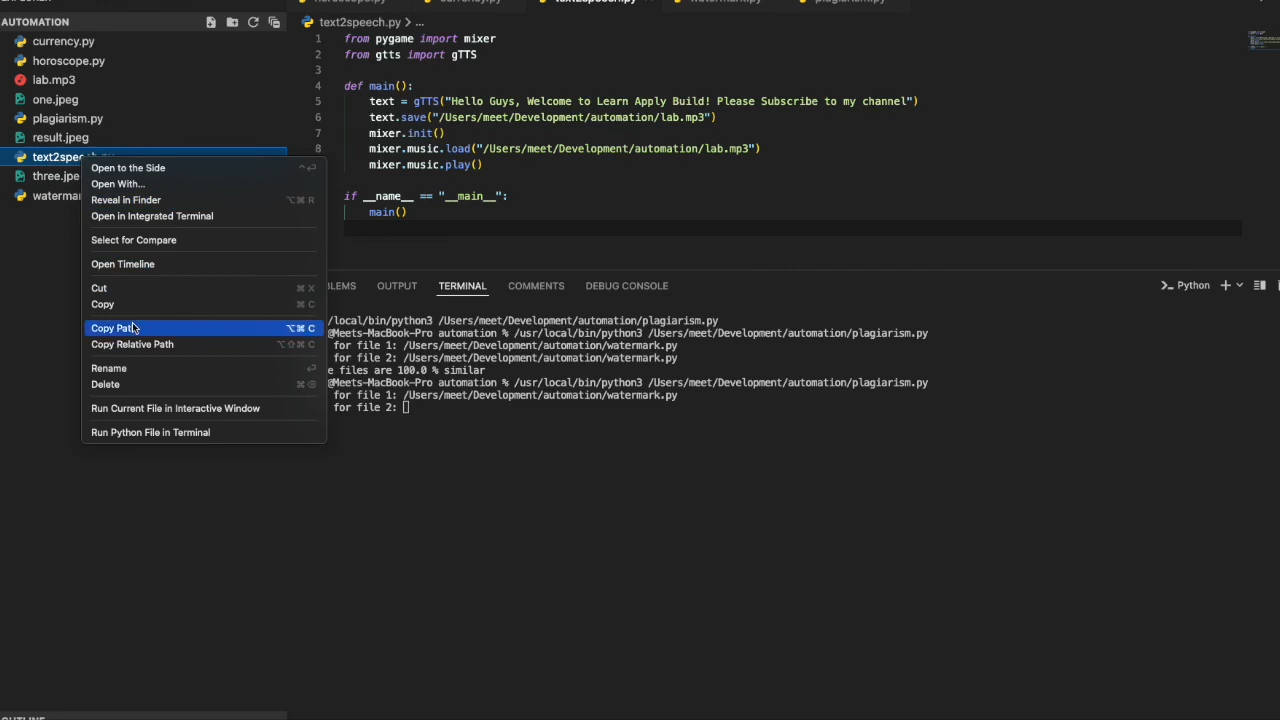 AUTOMATION
currency.py
horoscope.py
lab.mp3
one.jpeg
plagiarism.py
result.jpeg
three.jpe
Open to the Side
Open With...
Reveal in Finder ⌥⌘ R
Open in Integrated Terminal
Select for Compare
Open Timeline
Cut ⌘ X
Copy ⌘ C
Copy Path ⌥⌘ C
Copy Relative Path ⌥⇧⌘ C
Rename
Delete
Run Current File in Interactive Window
Run Python File in Terminal
text2speech.py
text2speech.py > ...
1 from pygame import mixer
2 from gtts import gTTS
3
4 def main():
5 text = gTTS("Hello Guys, Welcome to Learn Apply Build! Please Subscribe to my channel")
6 text.save("/Users/meet/Development/automation/lab.mp3")
7 mixer.init()
8 mixer.music.load("/Users/meet/Development/automation/lab.mp3")
mixer.music.play()
if __name__ == "__main__":
main()
BLEMS OUTPUT TERMINAL COMMENTS DEBUG CONSOLE
Python
/local/bin/python3 /Users/meet/Development/automation/plagiarism.py
@Meets-MacBook-Pro automation % /usr/local/bin/python3 /Users/meet/Development/automation/plagiarism.py
for file 1: /Users/meet/Development/automation/watermark.py
for file 2: /Users/meet/Development/automation/watermark.py
e files are 100.0 % similar
@Meets-MacBook-Pro automation % /usr/local/bin/python3 /Users/meet/Development/automation/plagiarism.py
for file 1: /Users/meet/Development/automation/watermark.py
for file 2: